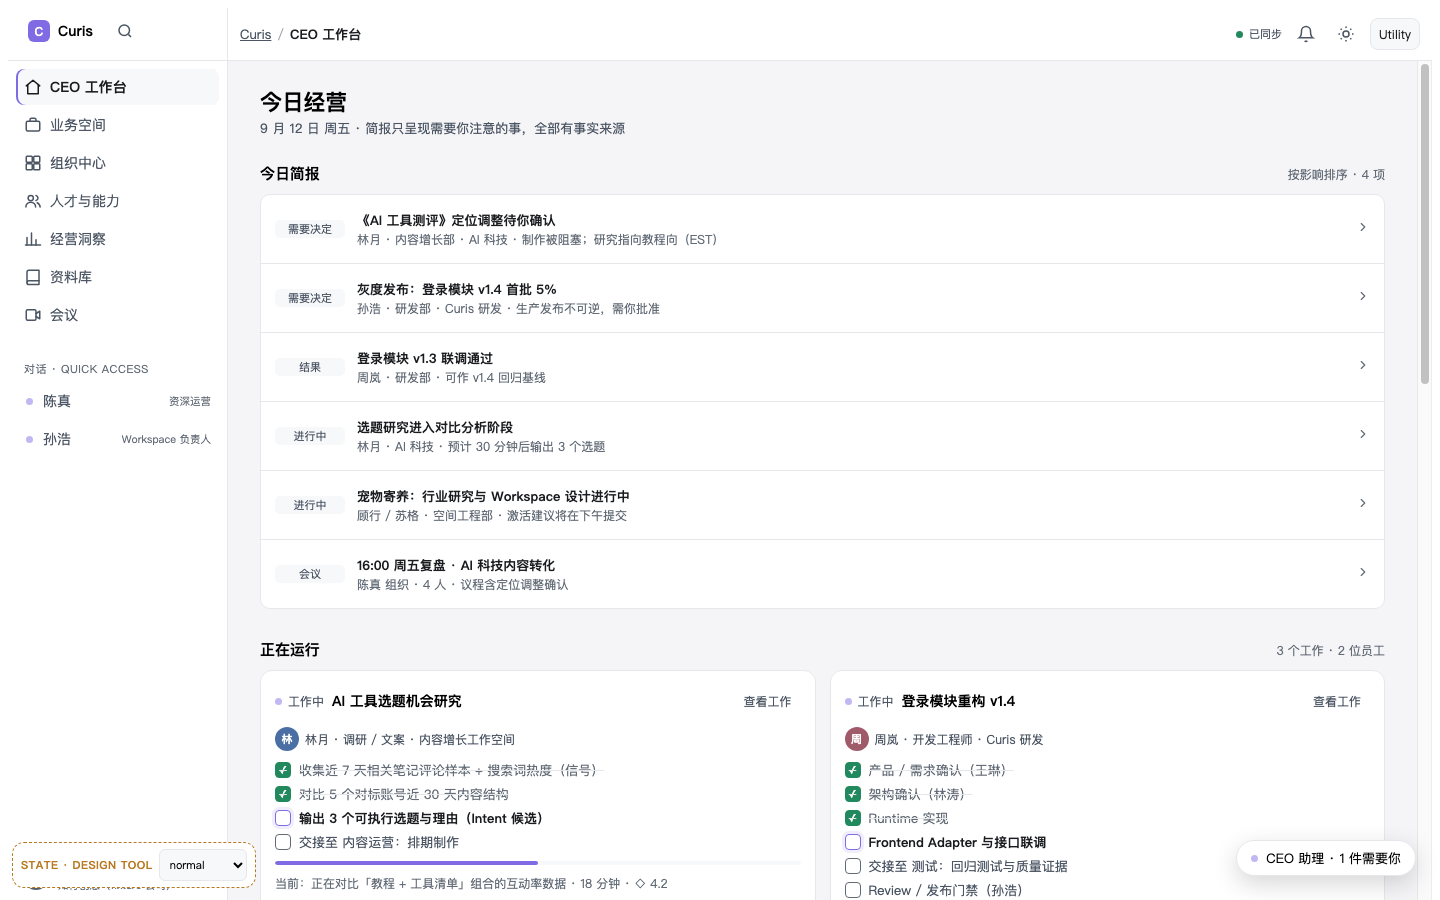 C Curis
Curis / CEO 工作台
已同步
Utility
CEO 工作台
业务空间
组织中心
人才与能力
经营洞察
资料库
会议
对话 · QUICK ACCESS
陈真 资深运营
孙浩 Workspace 负责人
STATE · DESIGN TOOL normal
今日经营
9 月 12 日 周五 · 简报只呈现需要你注意的事，全部有事实来源
今日简报
按影响排序 · 4 项
需要决定
《AI 工具测评》定位调整待你确认
林月 · 内容增长部 · AI 科技 · 制作被阻塞；研究指向教程向（EST）
需要决定
灰度发布：登录模块 v1.4 首批 5%
孙浩 · 研发部 · Curis 研发 · 生产发布不可逆，需你批准
结果
登录模块 v1.3 联调通过
周岚 · 研发部 · 可作 v1.4 回归基线
进行中
选题研究进入对比分析阶段
林月 · AI 科技 · 预计 30 分钟后输出 3 个选题
进行中
宠物寄养：行业研究与 Workspace 设计进行中
顾行 / 苏格 · 空间工程部 · 激活建议将在下午提交
会议
16:00 周五复盘 · AI 科技内容转化
陈真 组织 · 4 人 · 议程含定位调整确认
正在运行
3 个工作 · 2 位员工
工作中 AI 工具选题机会研究 查看工作
林 林月 · 调研 / 文案 · 内容增长工作空间
收集近 7 天相关笔记评论样本 + 搜索词热度（信号）
对比 5 个对标账号近 30 天内容结构
输出 3 个可执行选题与理由（Intent 候选）
交接至 内容运营：排期制作
当前：正在对比「教程 + 工具清单」组合的互动率数据 · 18 分钟 · ◇ 4.2
工作中 登录模块重构 v1.4 查看工作
周 周岚 · 开发工程师 · Curis 研发
产品 / 需求确认（王琳）
架构确认（林涛）
Runtime 实现
Frontend Adapter 与接口联调
交接至 测试：回归测试与质量证据
Review / 发布门禁（孙浩）
CEO 助理 · 1 件需要你